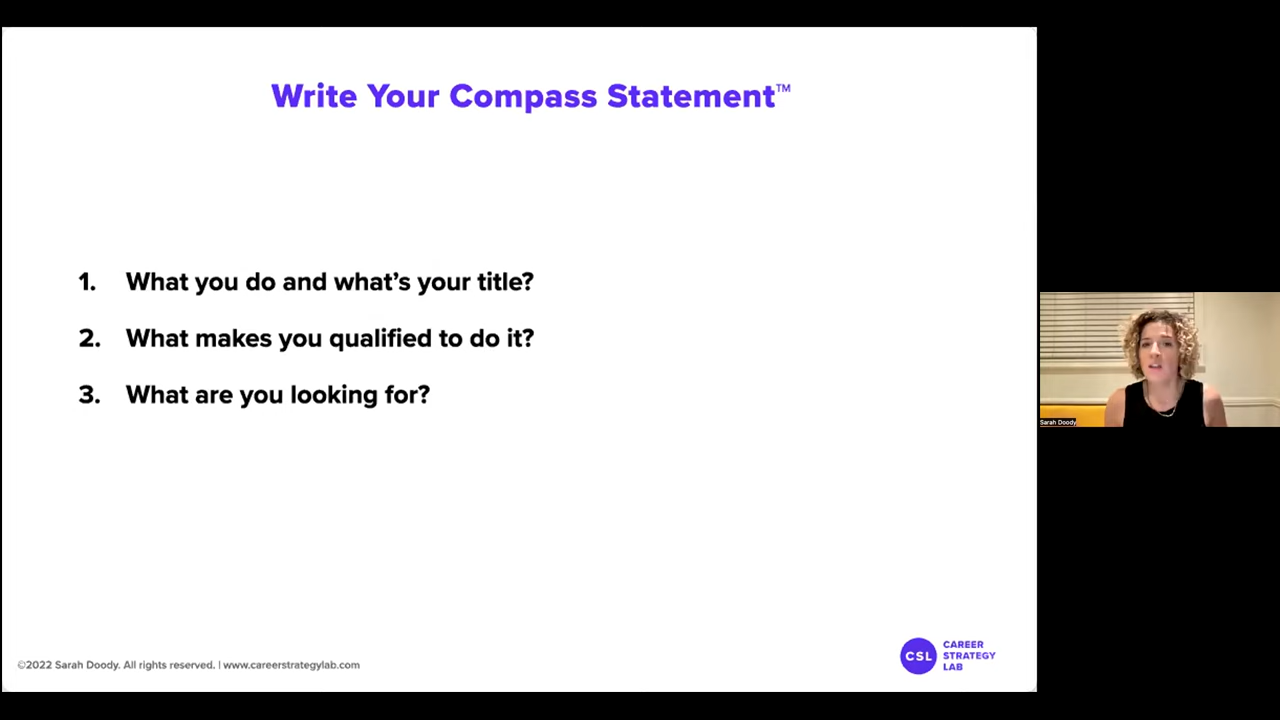 Write Your Compass Statement™
1. What you do and what's your title?
2. What makes you qualified to do it?
3. What are you looking for?
Sarah Doody
©2022 Sarah Doody. All rights reserved. | www.careerstrategylab.com
CSL
CAREER
STRATEGY
LAB